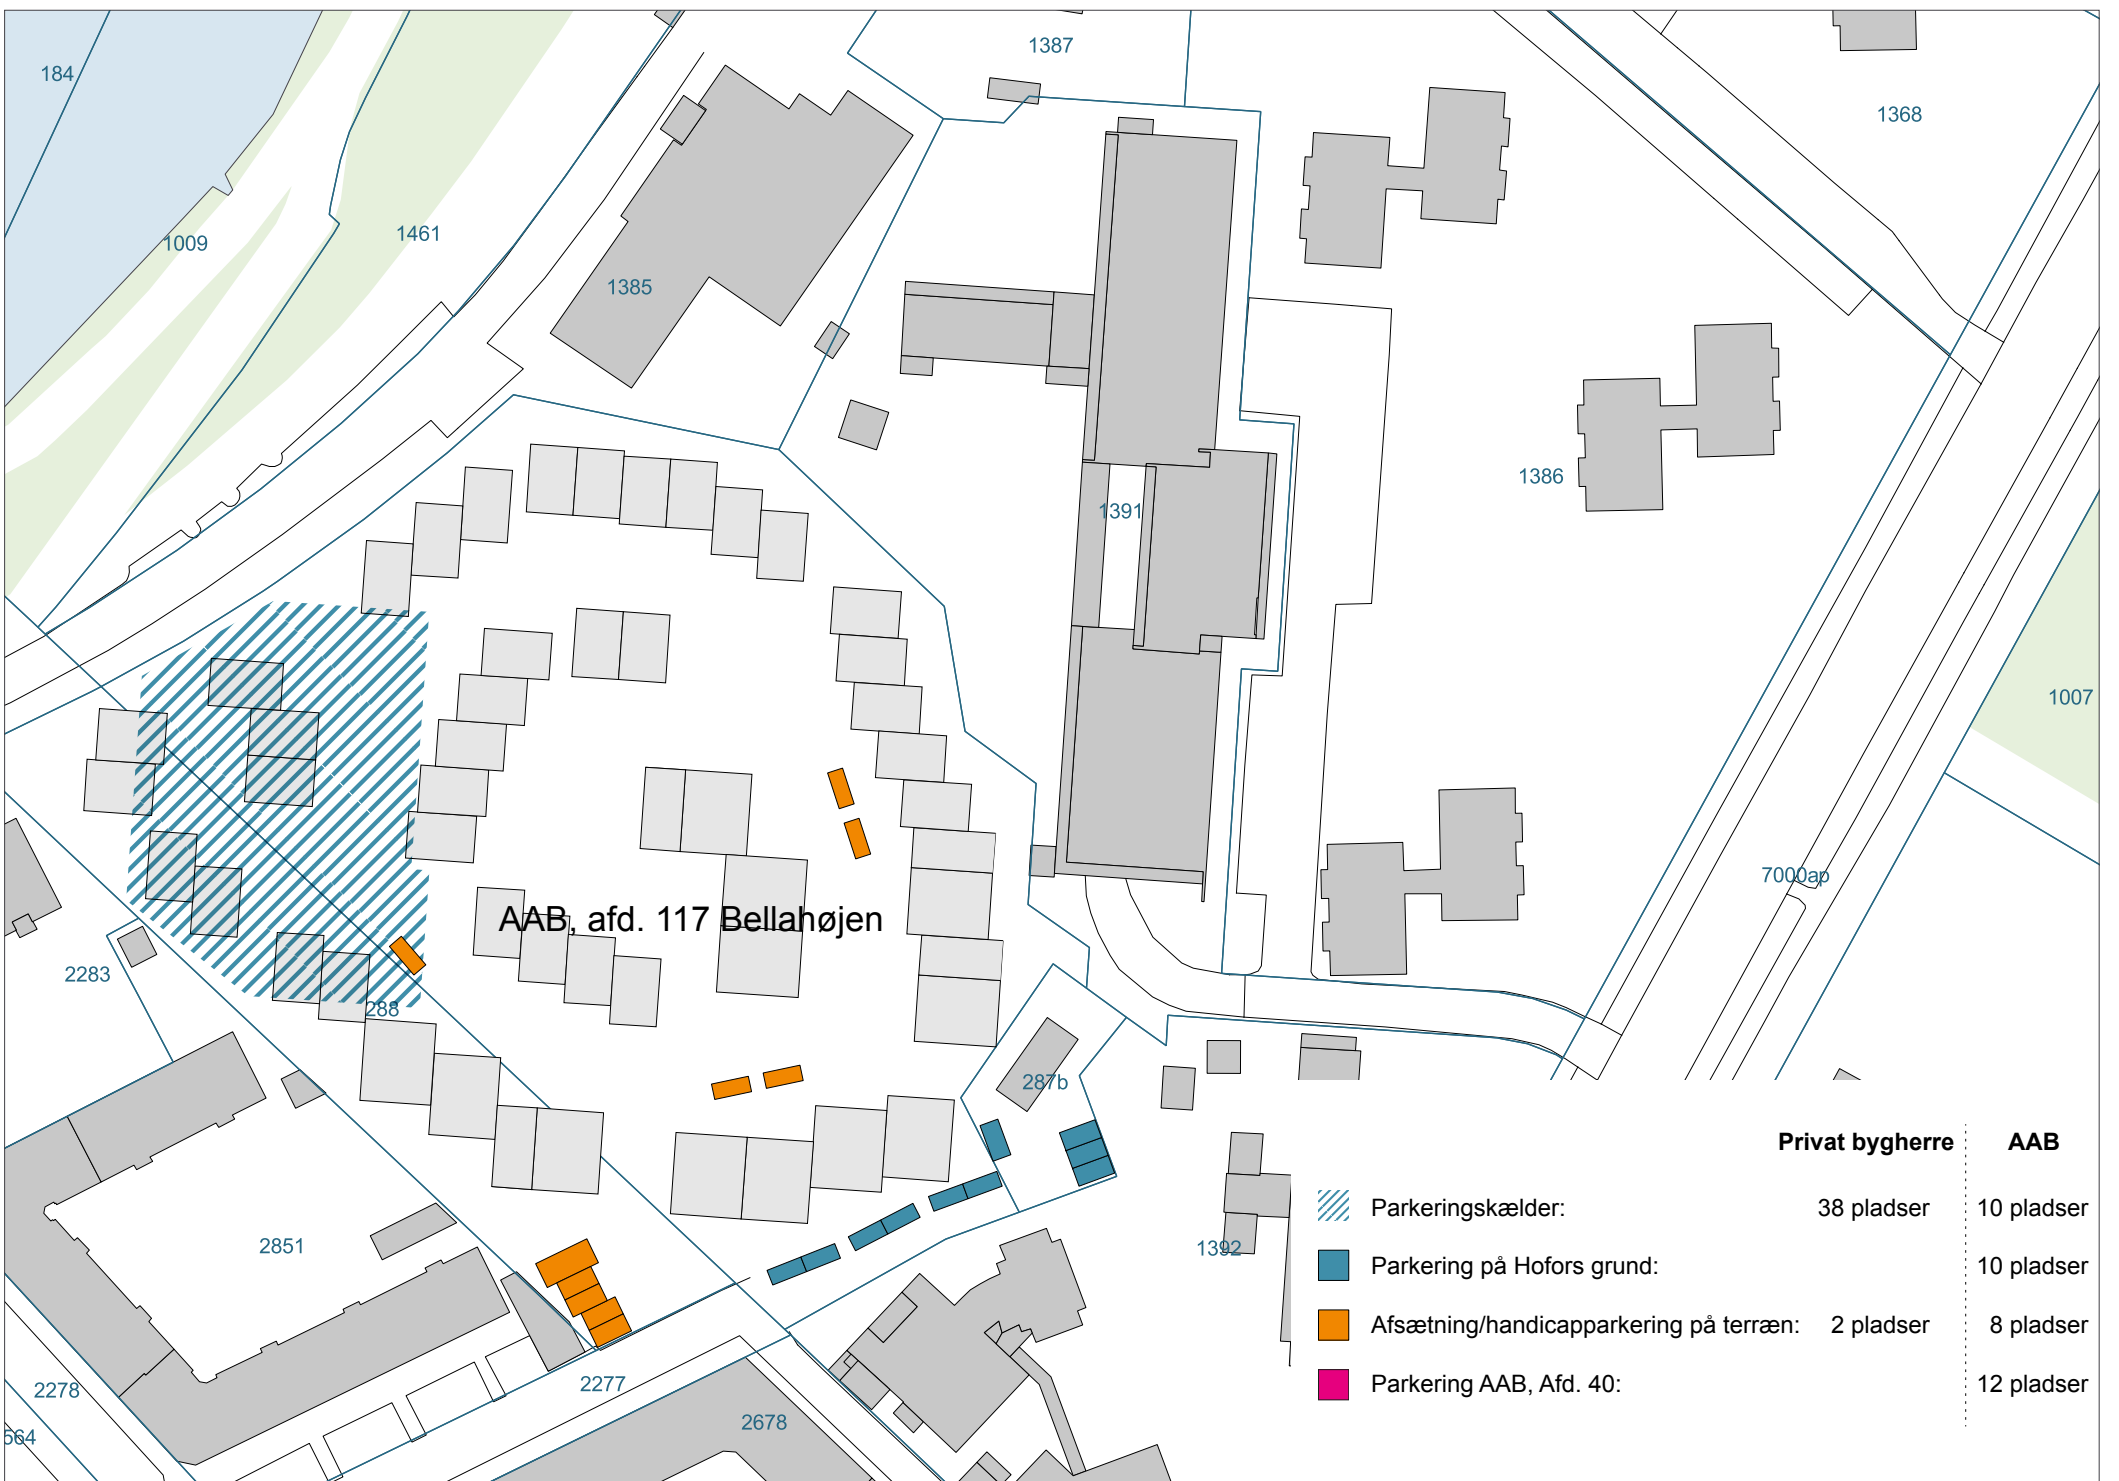 1387
184
1368
1009
1461
1385
1386
1391
1007
7000ap
AAB, afd. 117 Bellahøjen
2283
288
287b
Privat bygherre AAB
Parkeringskælder: 38 pladser 10 pladser
2851
1392
Parkering på Hofors grund: 10 pladser
Afsætning/handicapparkering på terræn: 2 pladser 8 pladser
2278
2277
Parkering AAB, Afd. 40: 12 pladser
2678
564